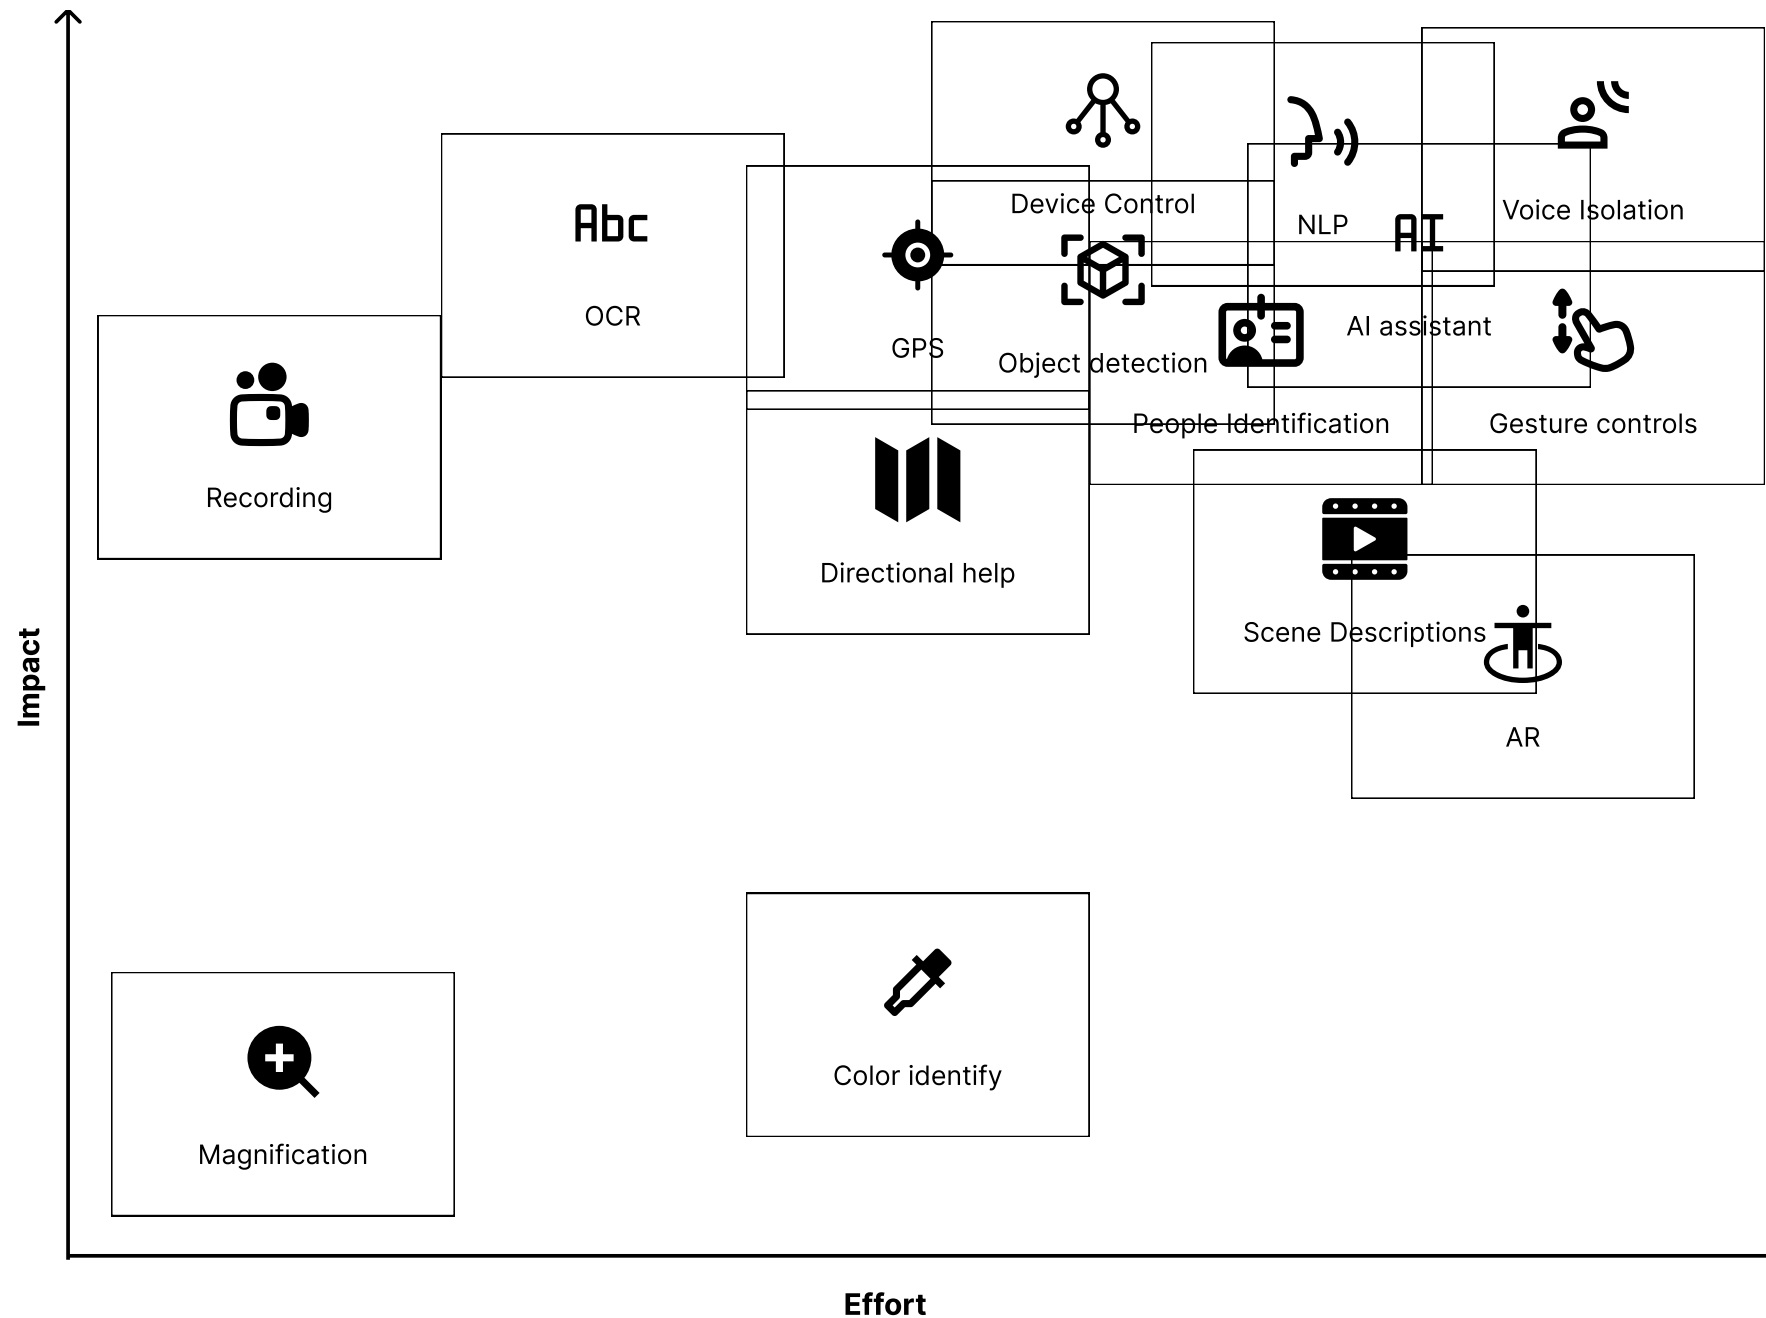 Device Control
NLP
Voice Isolation
Abc
AI
OCR
GPS
AI assistant
Object detection
People Identification
Gesture controls
Recording
Directional help
Scene Descriptions
AR
Impact
Color identify
Magnification
Effort